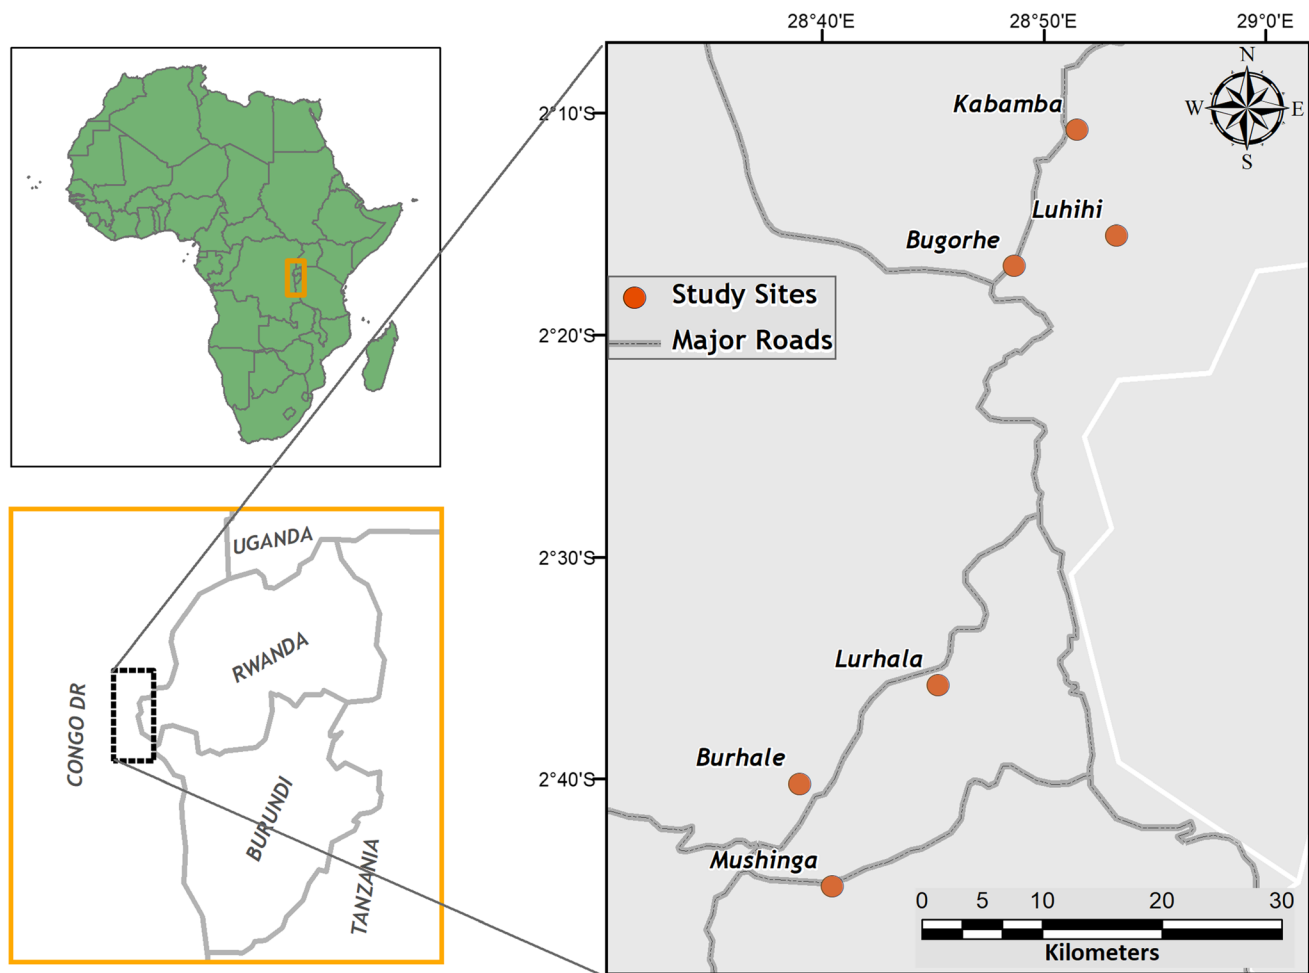 28°40'E
28°50'E
29°0'E
N
W
E
S
2°10'S
2°20'S
2°30'S
2°40'S
Kabamba
Luhihi
Bugorhe
Study Sites
Major Roads
Lurhala
Burhale
Mushinga
0 5 10 20 30
Kilometers
UGANDA
RWANDA
CONGO DR
BURUNDI
TANZANIA